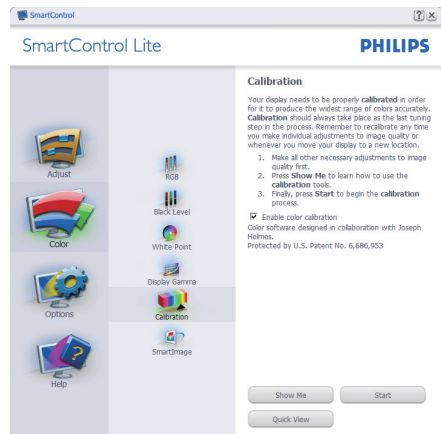 SmartControl
SmartControl Lite
PHILIPS
Adjust
Color
Options
Help
RGB
Black Level
White Point
Display Gamma
Calibration
SmartImage
Calibration
Your display needs to be properly calibrated in order
for it to produce the widest range of colors accurately.
Calibration should always take place as the last tuning
step in the process. Remember to recalibrate any time
you make individual adjustments to image quality or
whenever you move your display to a new location.
1. Make all other necessary adjustments to image
quality first.
2. Press Show Me to learn how to use the
calibration tools.
3. Finally, press Start to begin the calibration
process.
Enable color calibration
Color software designed in collaboration with Joseph
Holmes.
Protected by U.S. Patent No. 6,686,953
Show Me
Start
Quick View